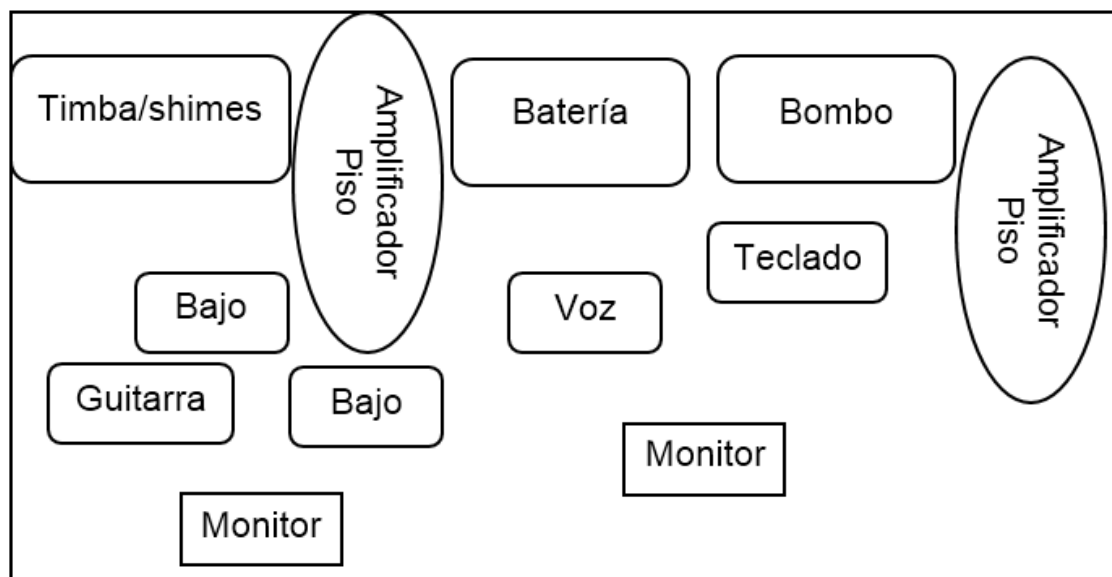 Timba/shimes
Amplificador
Piso
Batería
Bombo
Amplificador
Piso
Teclado
Bajo
Voz
Guitarra
Bajo
Monitor
Monitor